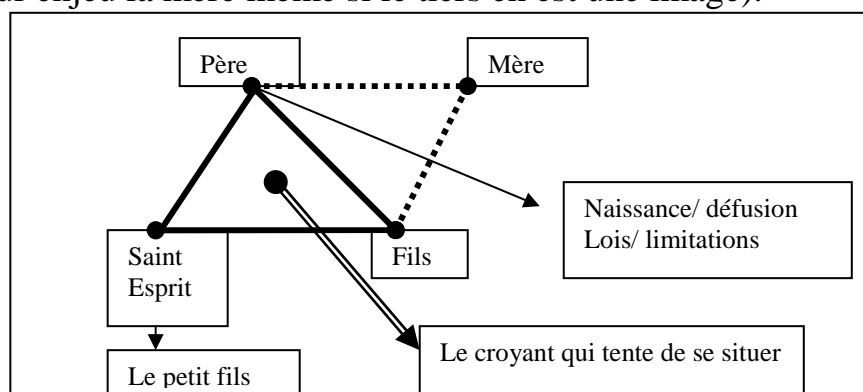 ur enjeu la mère même si le tiers en est une image).
Père
Mère
Naissance/ défusion
Lois/ limitations
Saint
Esprit
Fils
Le croyant qui tente de se situer
Le petit fils